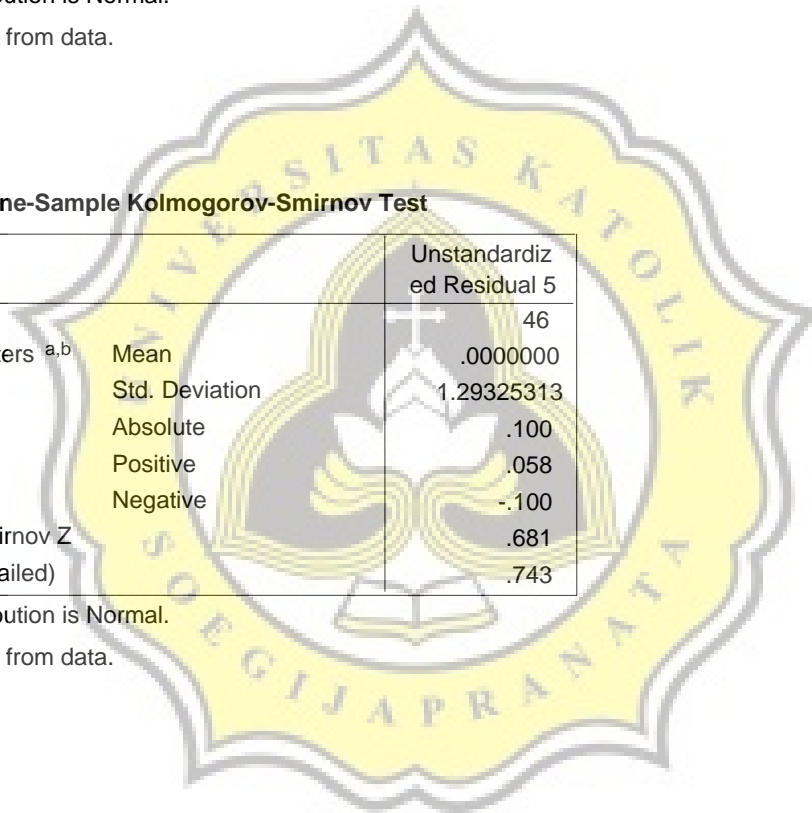 ution is Normal.
from data.
ne-Sample Kolmogorov-Smirnov Test
Unstandardiz
ed Residual 5
46
ters a,b Mean .0000000
Std. Deviation 1.29325313
Absolute .100
Positive .058
Negative -.100
irnov Z .681
ailed) .743
ution is Normal.
from data.
UNIVERSITAS KATOLIK
SOEGIJAPRANATA